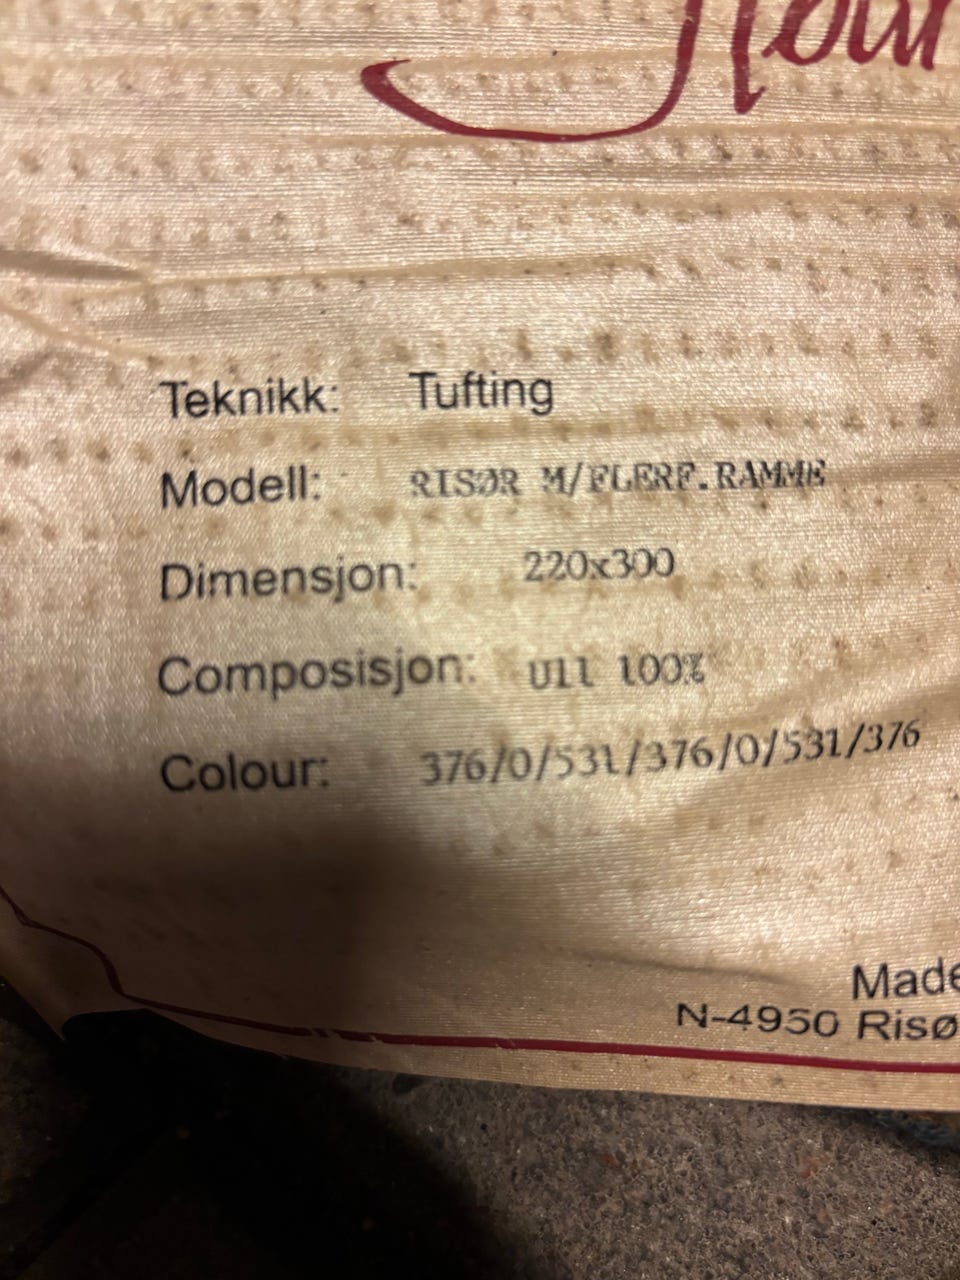 Teknikk: Tufting
Modell: RISØR M/FLERF.RAMME
Dimensjon: 220x300
Composisjon: Ull 100%
Colour: 376/0/531/376/0/531/376
Made
N-4950 Risø